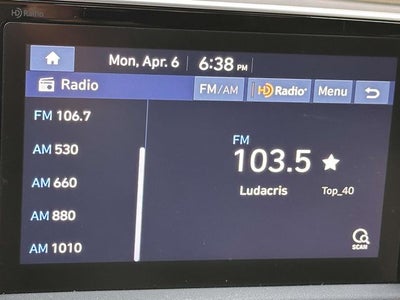 HD Radio
Mon, Apr. 6 6:38 PM
Radio FM/AM HD Radio Menu
FM 106.7
AM 530
AM 660
AM 880
AM 1010
FM
103.5
Ludacris Top_40
SCAN